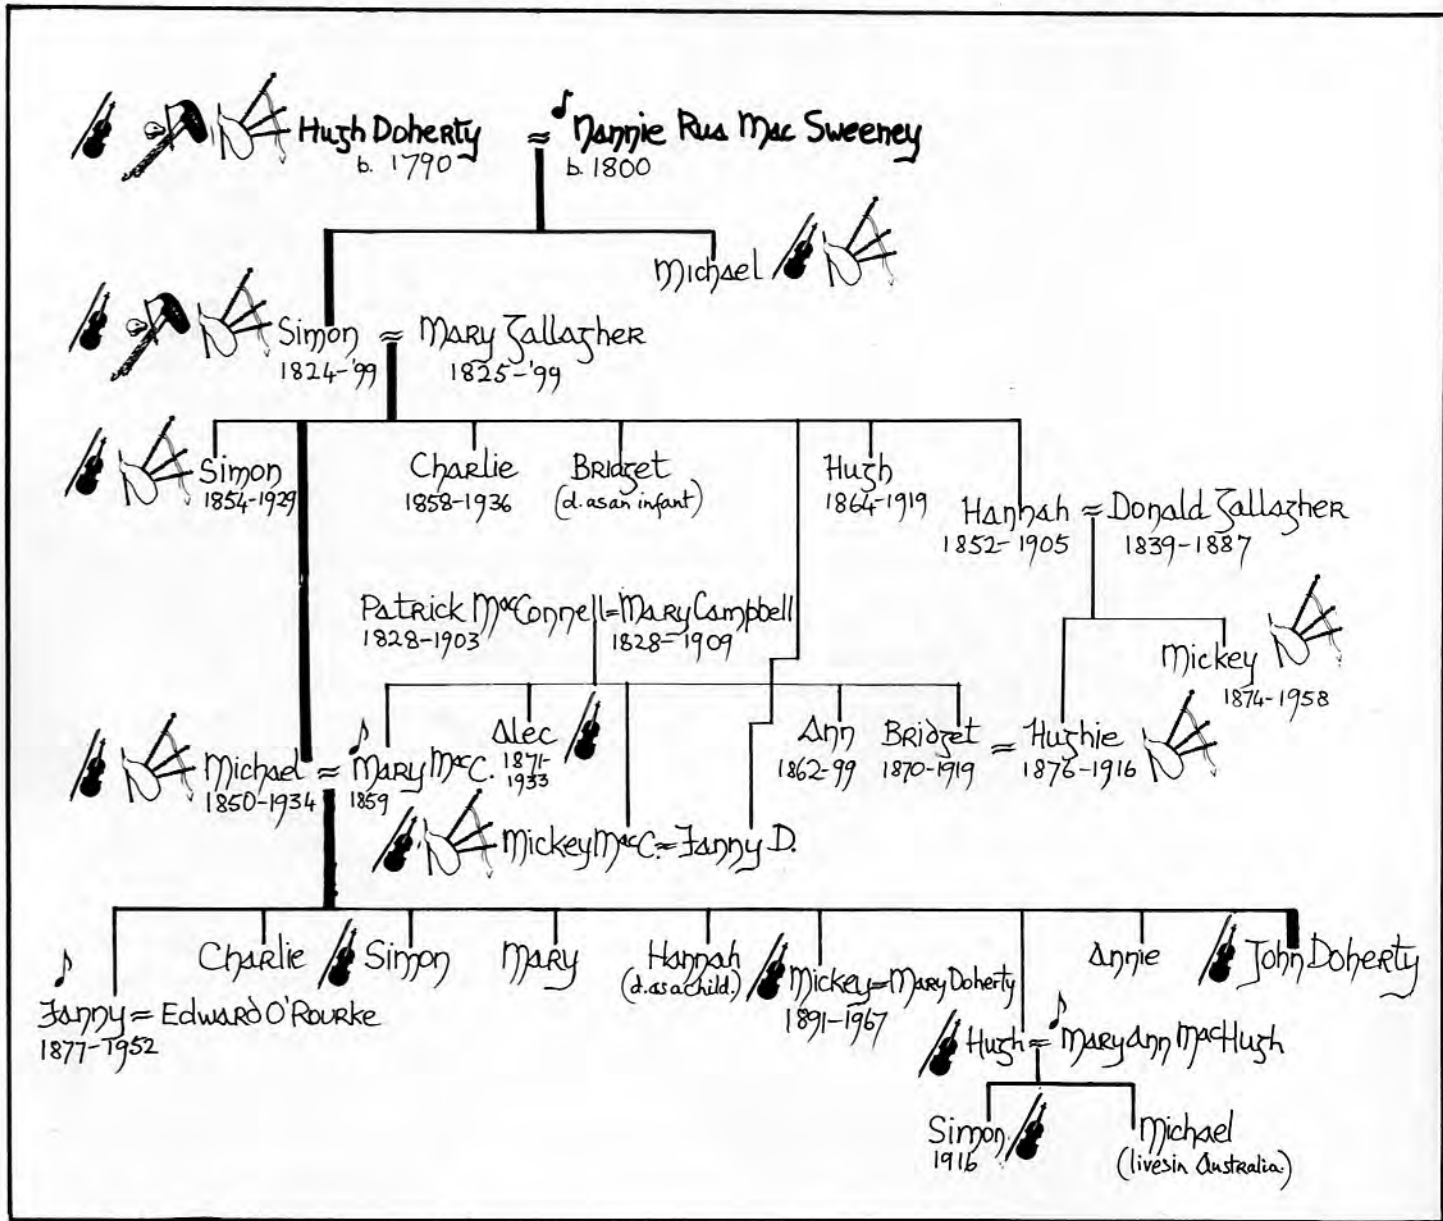 Hugh Doherty ≈ Nannie Rua Mac Sweeney
b. 1790 b. 1800
Michael
Simon ≈ Mary Gallagher
1824-'99 1825-'99
Simon Charlie Bridget Hugh
1854-1929 1858-1936 (d. as an infant) 1864-1919
Hannah ≈ Donald Gallagher
1852-1905 1839-1887
Patrick MacConnell = Mary Campbell
1828-1903 1828-1909
Mickey
1874-1958
Michael ≈ Mary MacC. Alec Ann Bridget = Hughie
1850-1934 1859 1871-1933 1862-99 1870-1919 1876-1916
Mickey MacC. ≈ Fanny D.
Charlie Simon Mary Hannah Annie John Doherty
(d. as a child.) Mickey = Mary Doherty
1891-1967
Fanny = Edward O'Rourke
1877-1952
Hugh ≈ Mary Ann MacHugh
Simon. Michael
1916 (lives in Australia.)